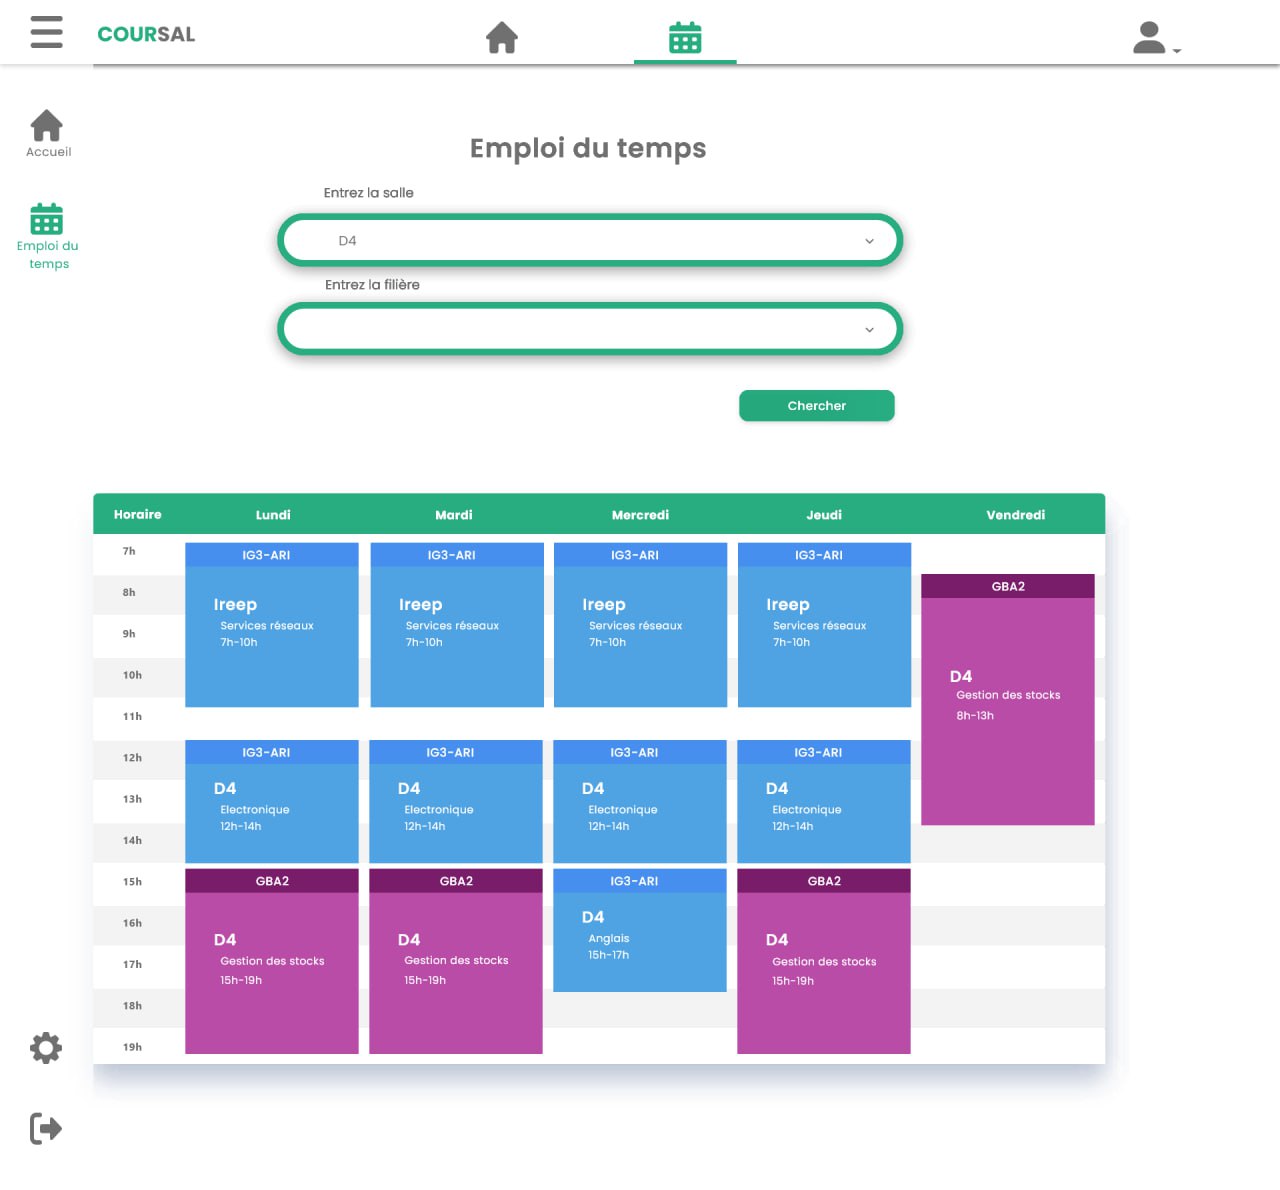 COURSAL
Accueil
Emploi du
temps
Emploi du temps
Entrez la salle
D4
Entrez la filière
Chercher
Horaire Lundi Mardi Mercredi Jeudi Vendredi
7h
8h
9h
10h
11h
12h
13h
14h
15h
16h
17h
18h
19h
IG3-ARI
Ireep
Services réseaux
7h-10h
IG3-ARI
D4
Electronique
12h-14h
GBA2
D4
Gestion des stocks
15h-19h
IG3-ARI
Ireep
Services réseaux
7h-10h
IG3-ARI
D4
Electronique
12h-14h
GBA2
D4
Gestion des stocks
15h-19h
IG3-ARI
Ireep
Services réseaux
7h-10h
IG3-ARI
D4
Electronique
12h-14h
IG3-ARI
D4
Anglais
15h-17h
IG3-ARI
Ireep
Services réseaux
7h-10h
IG3-ARI
D4
Electronique
12h-14h
GBA2
D4
Gestion des stocks
15h-19h
GBA2
D4
Gestion des stocks
8h-13h